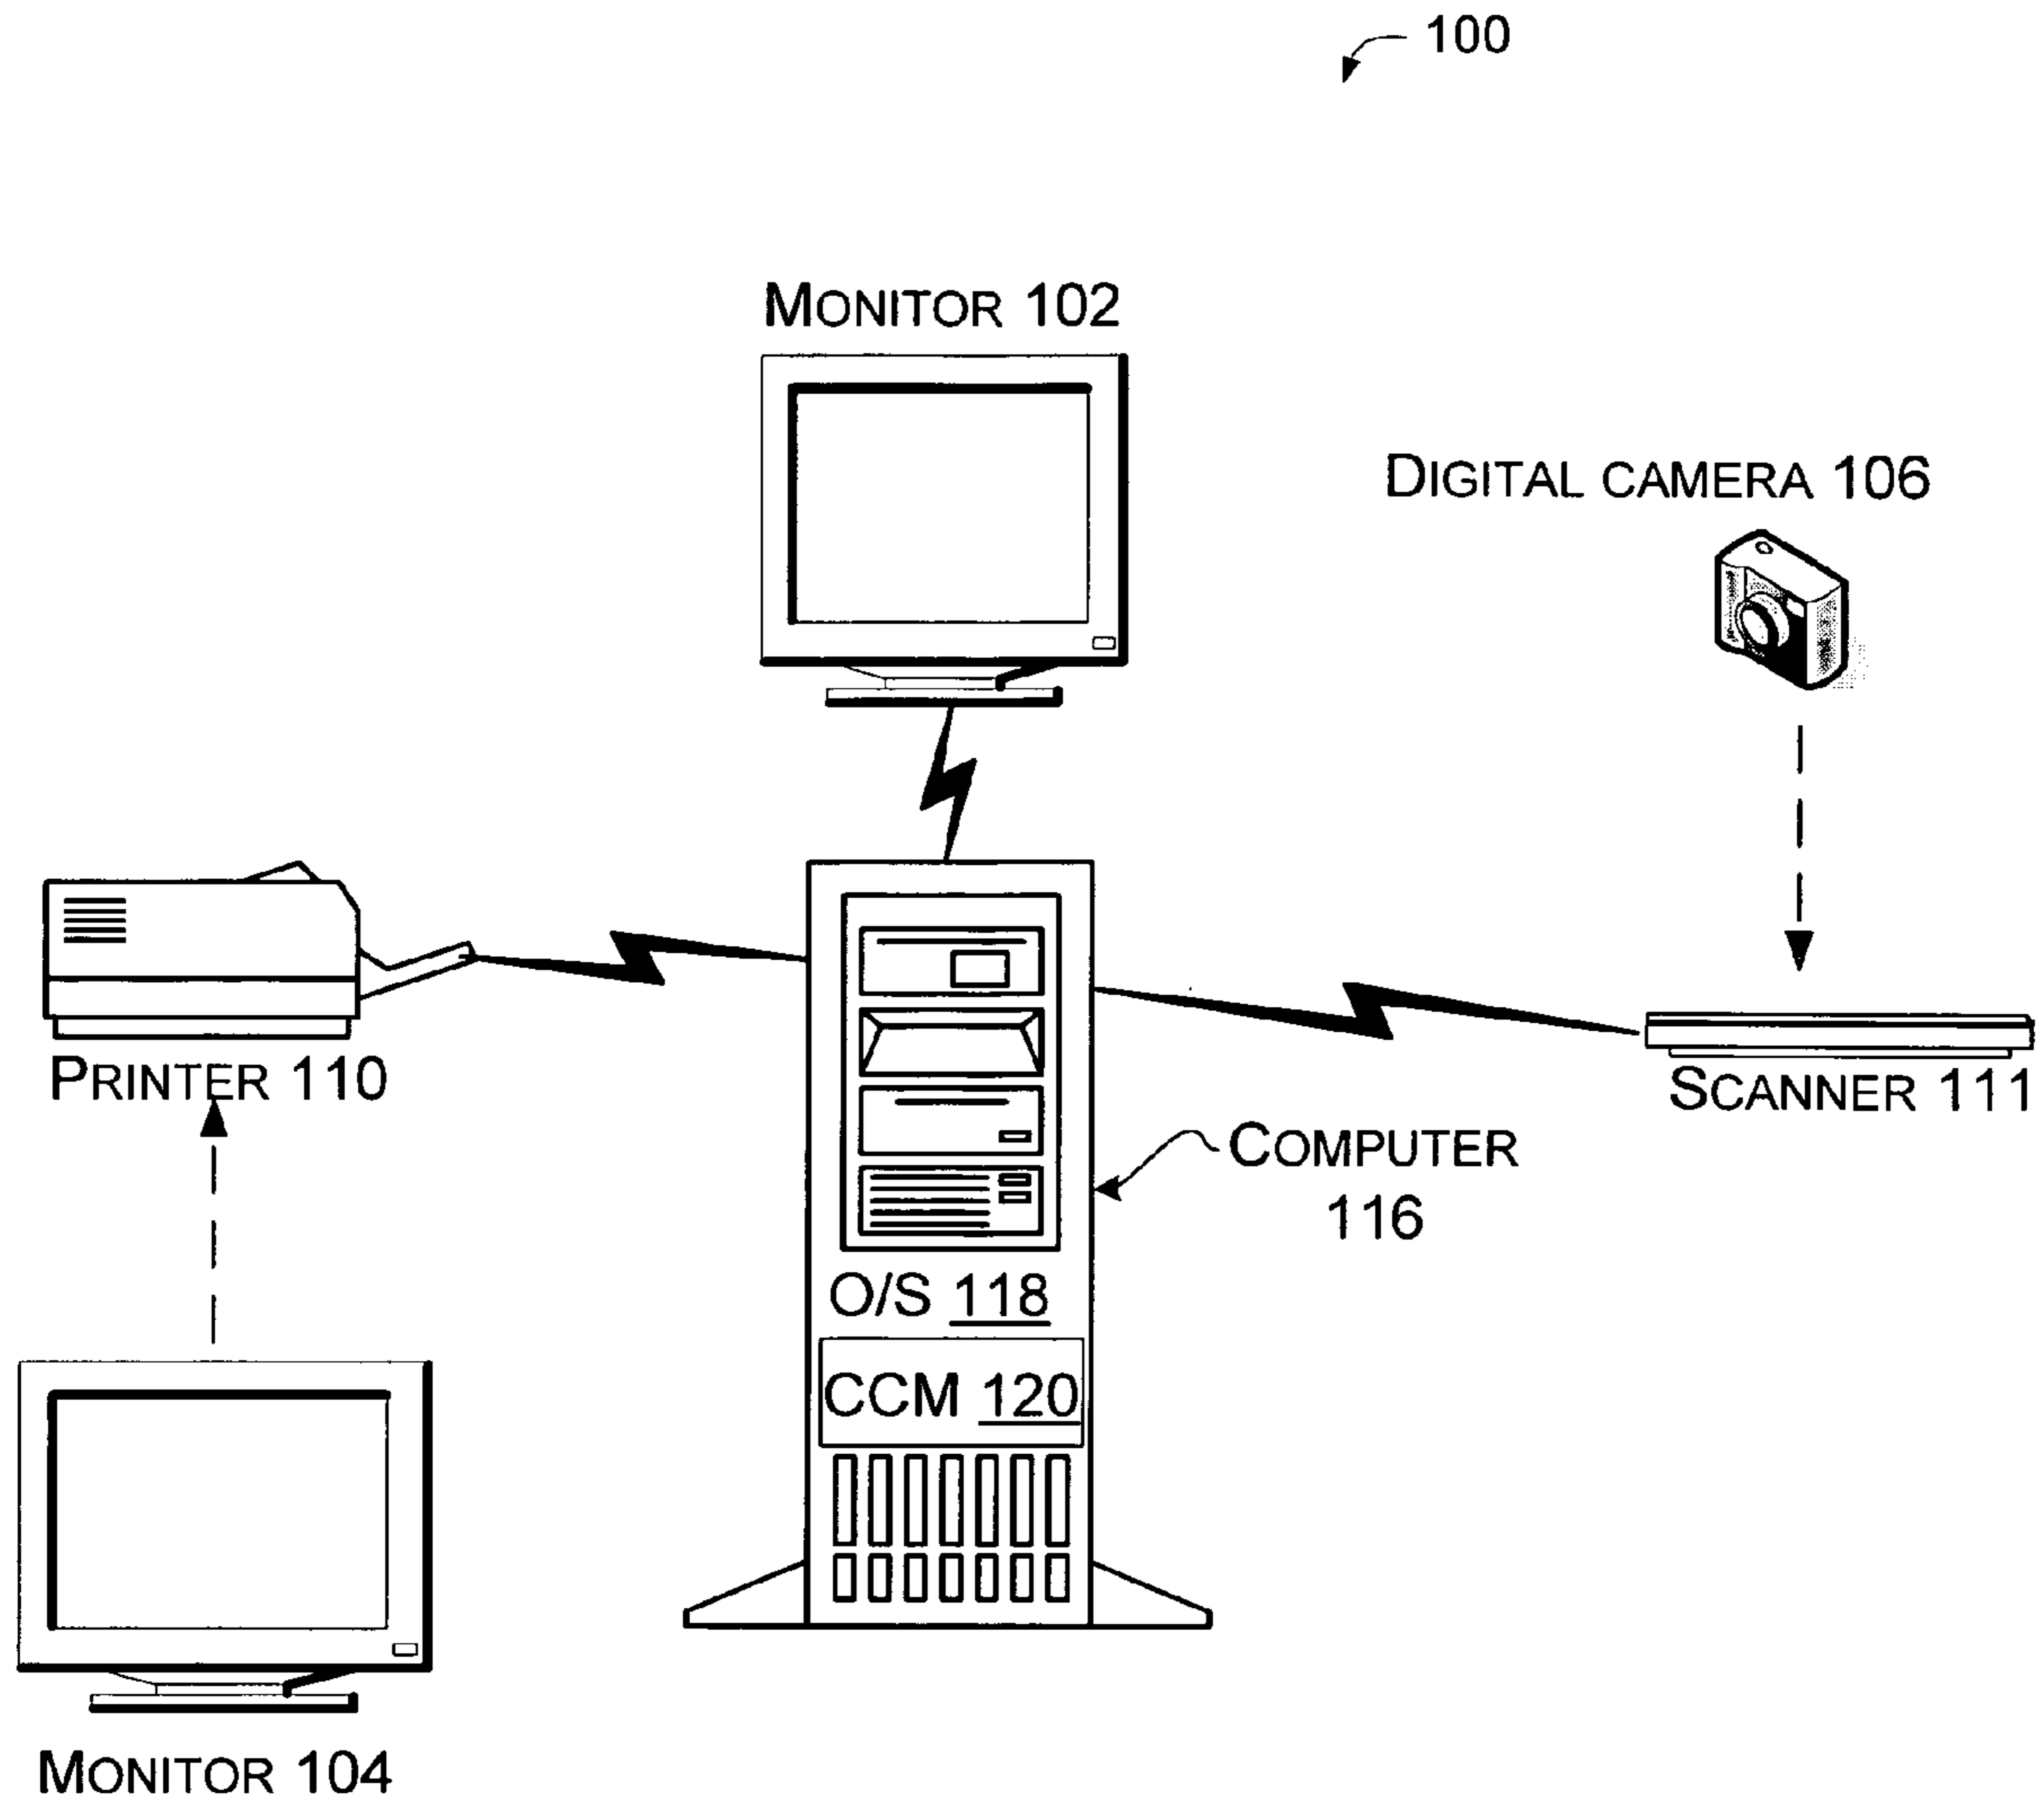 100
MONITOR 102
DIGITAL CAMERA 106
PRINTER 110
SCANNER 111
COMPUTER
116
O/S 118
CCM 120
MONITOR 104